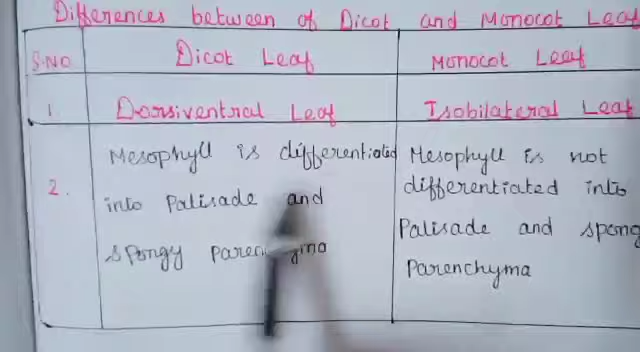 Differences between of Dicot and Monocot Leaf
S.NO Dicot Leaf Monocot Leaf
1. Dorsiventral Leaf Isobilateral Leaf
2. Mesophyll is differentiated
into Palisade and
spongy parenchyma
Mesophyll is not
differentiated into
Palisade and spong
Parenchyma